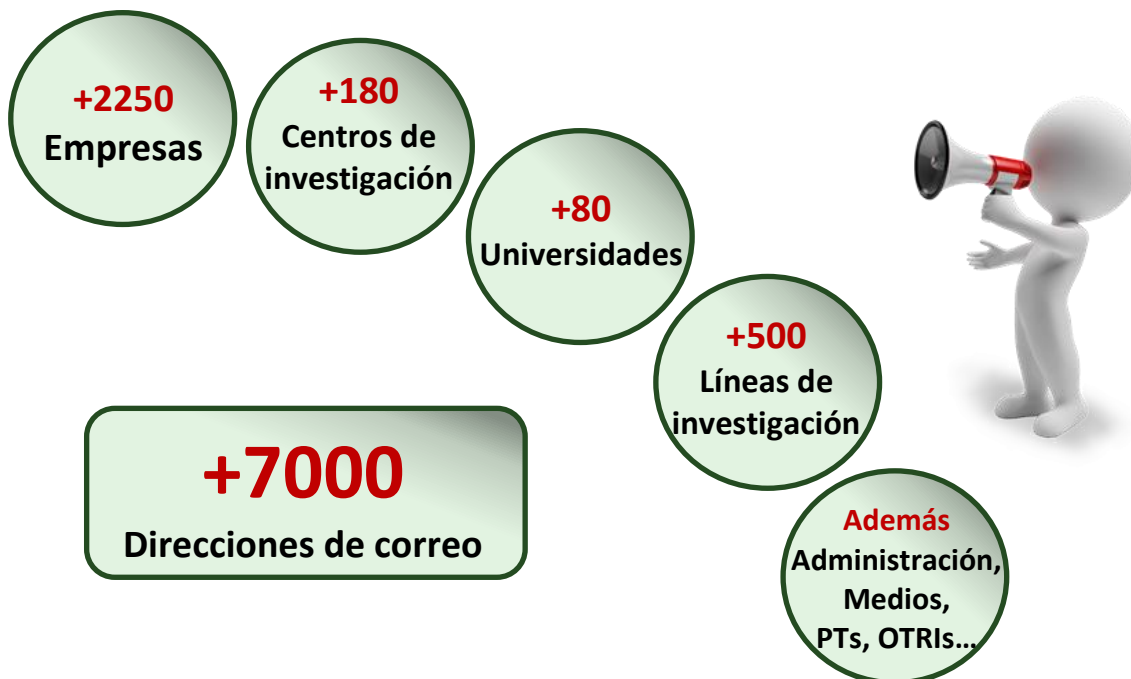 +2250
Empresas
+180
Centros de
investigación
+80
Universidades
+500
Líneas de
investigación
+7000
Direcciones de correo
Además
Administración,
Medios,
PTs, OTRIs...